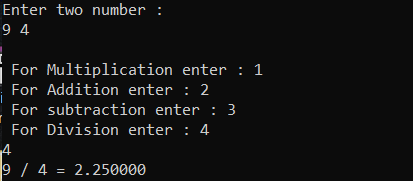 Enter two number :
9 4
For Multiplication enter : 1
For Addition enter : 2
For subtraction enter : 3
For Division enter : 4
4
9 / 4 = 2.250000